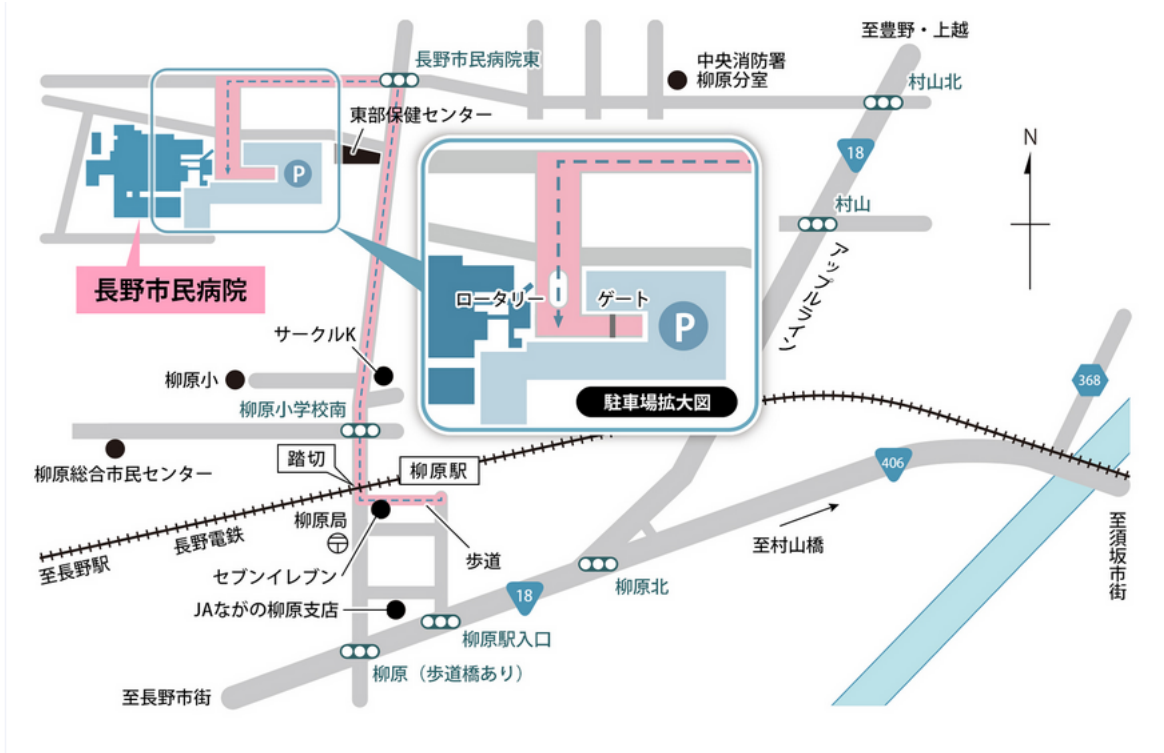 至豊野・上越
長野市民病院東
中央消防署
柳原分室
村山北
東部保健センター
18
N
P
村山
アップルライン
長野市民病院
ロータリー
ゲート
P
サークルK
駐車場拡大図
368
柳原小
柳原小学校南
柳原総合市民センター
踏切
柳原駅
406
柳原局
長野電鉄
至長野駅
歩道
至村山橋
至須坂市街
セブンイレブン
柳原北
18
JAながの柳原支店
柳原駅入口
柳原（歩道橋あり）
至長野市街